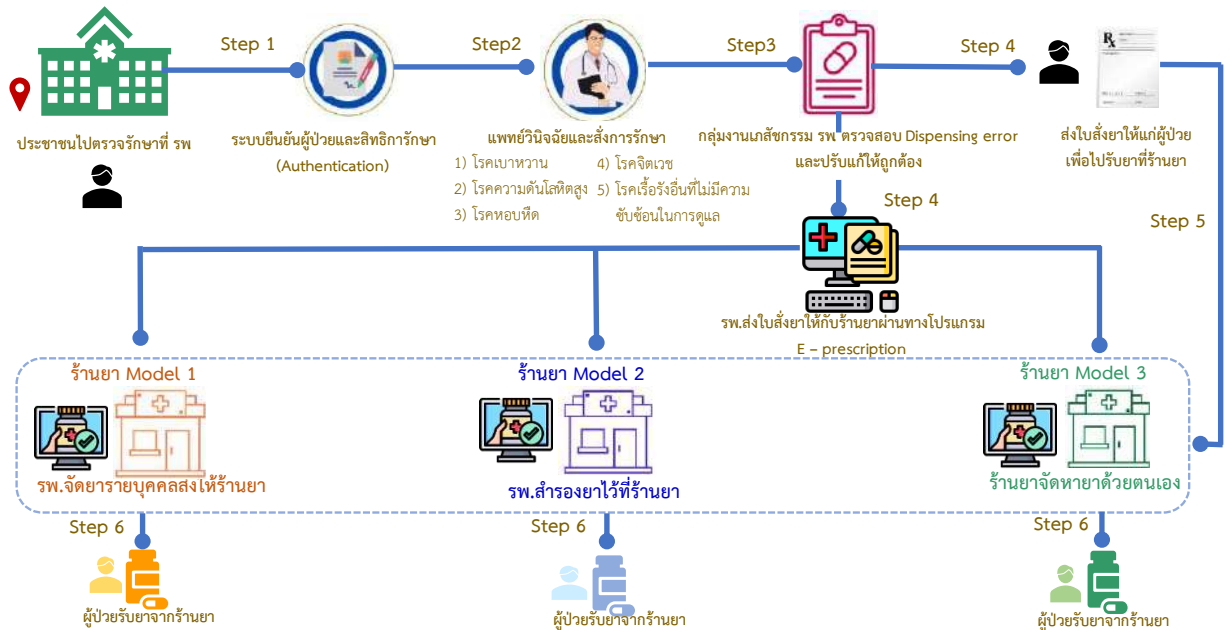 Step 1
Step2
Step3
Step 4
ประชาชนไปตรวจรักษาที่ รพ
ระบบยืนยันผู้ป่วยและสิทธิการักษา
(Authentication)
แพทย์วินิจฉัยและสั่งการรักษา
1) โรคเบาหวาน
2) โรคความดันโลหิตสูง
3) โรคหอบหืด
4) โรคจิตเวช
5) โรคเรื้อรังอื่นที่ไม่มีความ
ซับซ้อนในการดูแล
กลุ่มงานเภสัชกรรม รพ ตรวจสอบ Dispensing error
และปรับแก้ให้ถูกต้อง
Rx
ส่งใบสั่งยาให้แก่ผู้ป่วย
เพื่อไปรับยาที่ร้านยา
Step 4
Step 5
รพ.ส่งใบสั่งยาให้กับร้านยาผ่านทางโปรแกรม
E – prescription
ร้านยา Model 1
รพ.จัดยารายบุคคลส่งให้ร้านยา
ร้านยา Model 2
รพ.สำรองยาไว้ที่ร้านยา
ร้านยา Model 3
ร้านยาจัดหายาด้วยตนเอง
Step 6
Step 6
Step 6
ผู้ป่วยรับยาจากร้านยา
ผู้ป่วยรับยาจากร้านยา
ผู้ป่วยรับยาจากร้านยา